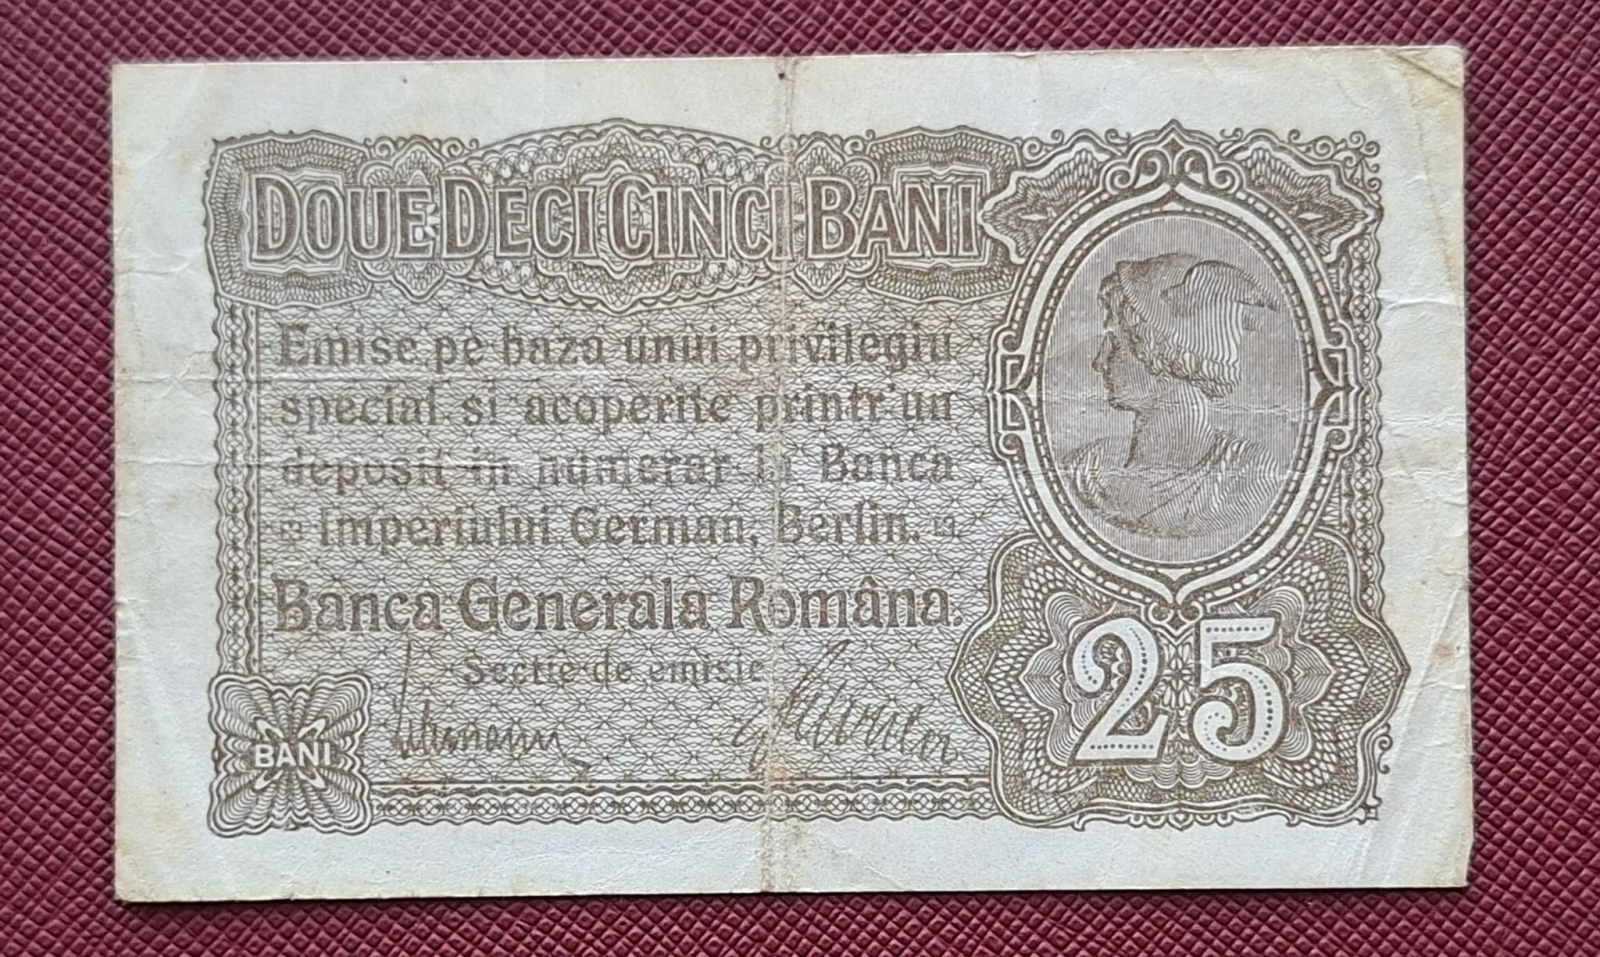 DOUE DECI CINCI BANI
Emise pe baza unui privilegiu
special si acoperite printr'un
deposit in numerar la Banca
Imperiului German, Berlin.
Banca Generala Româna.
Sectie de emisie
BANI
25